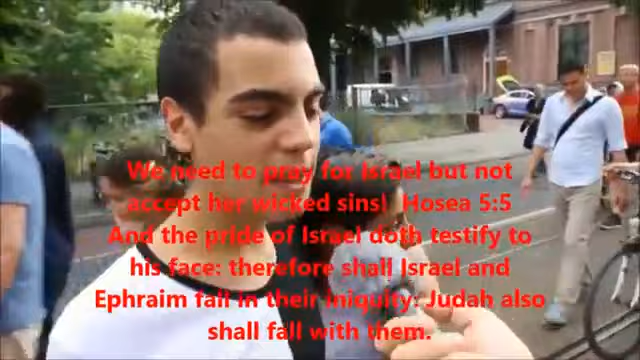 We need to pray for Israel but not
accept her wicked sins!  Hosea 5:5
And the pride of Israel doth testify to
his face: therefore shall Israel and
Ephraim fall in their iniquity: Judah also
shall fall with them.